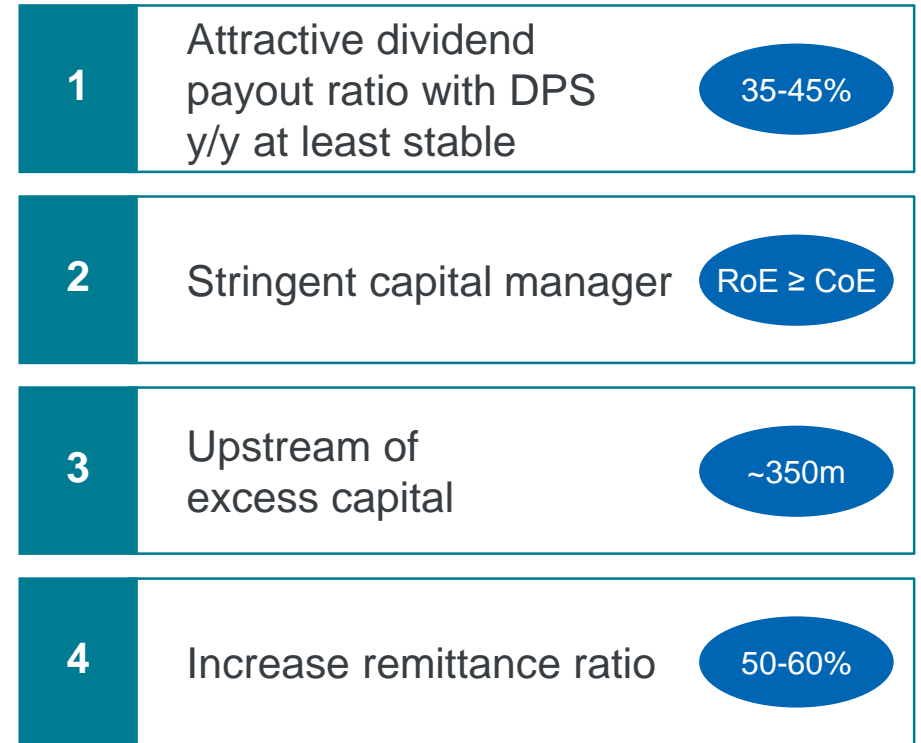 1
Attractive dividend
payout ratio with DPS
y/y at least stable
35-45%
2
Stringent capital manager
RoE ≥ CoE
3
Upstream of
excess capital
~350m
4
Increase remittance ratio
50-60%